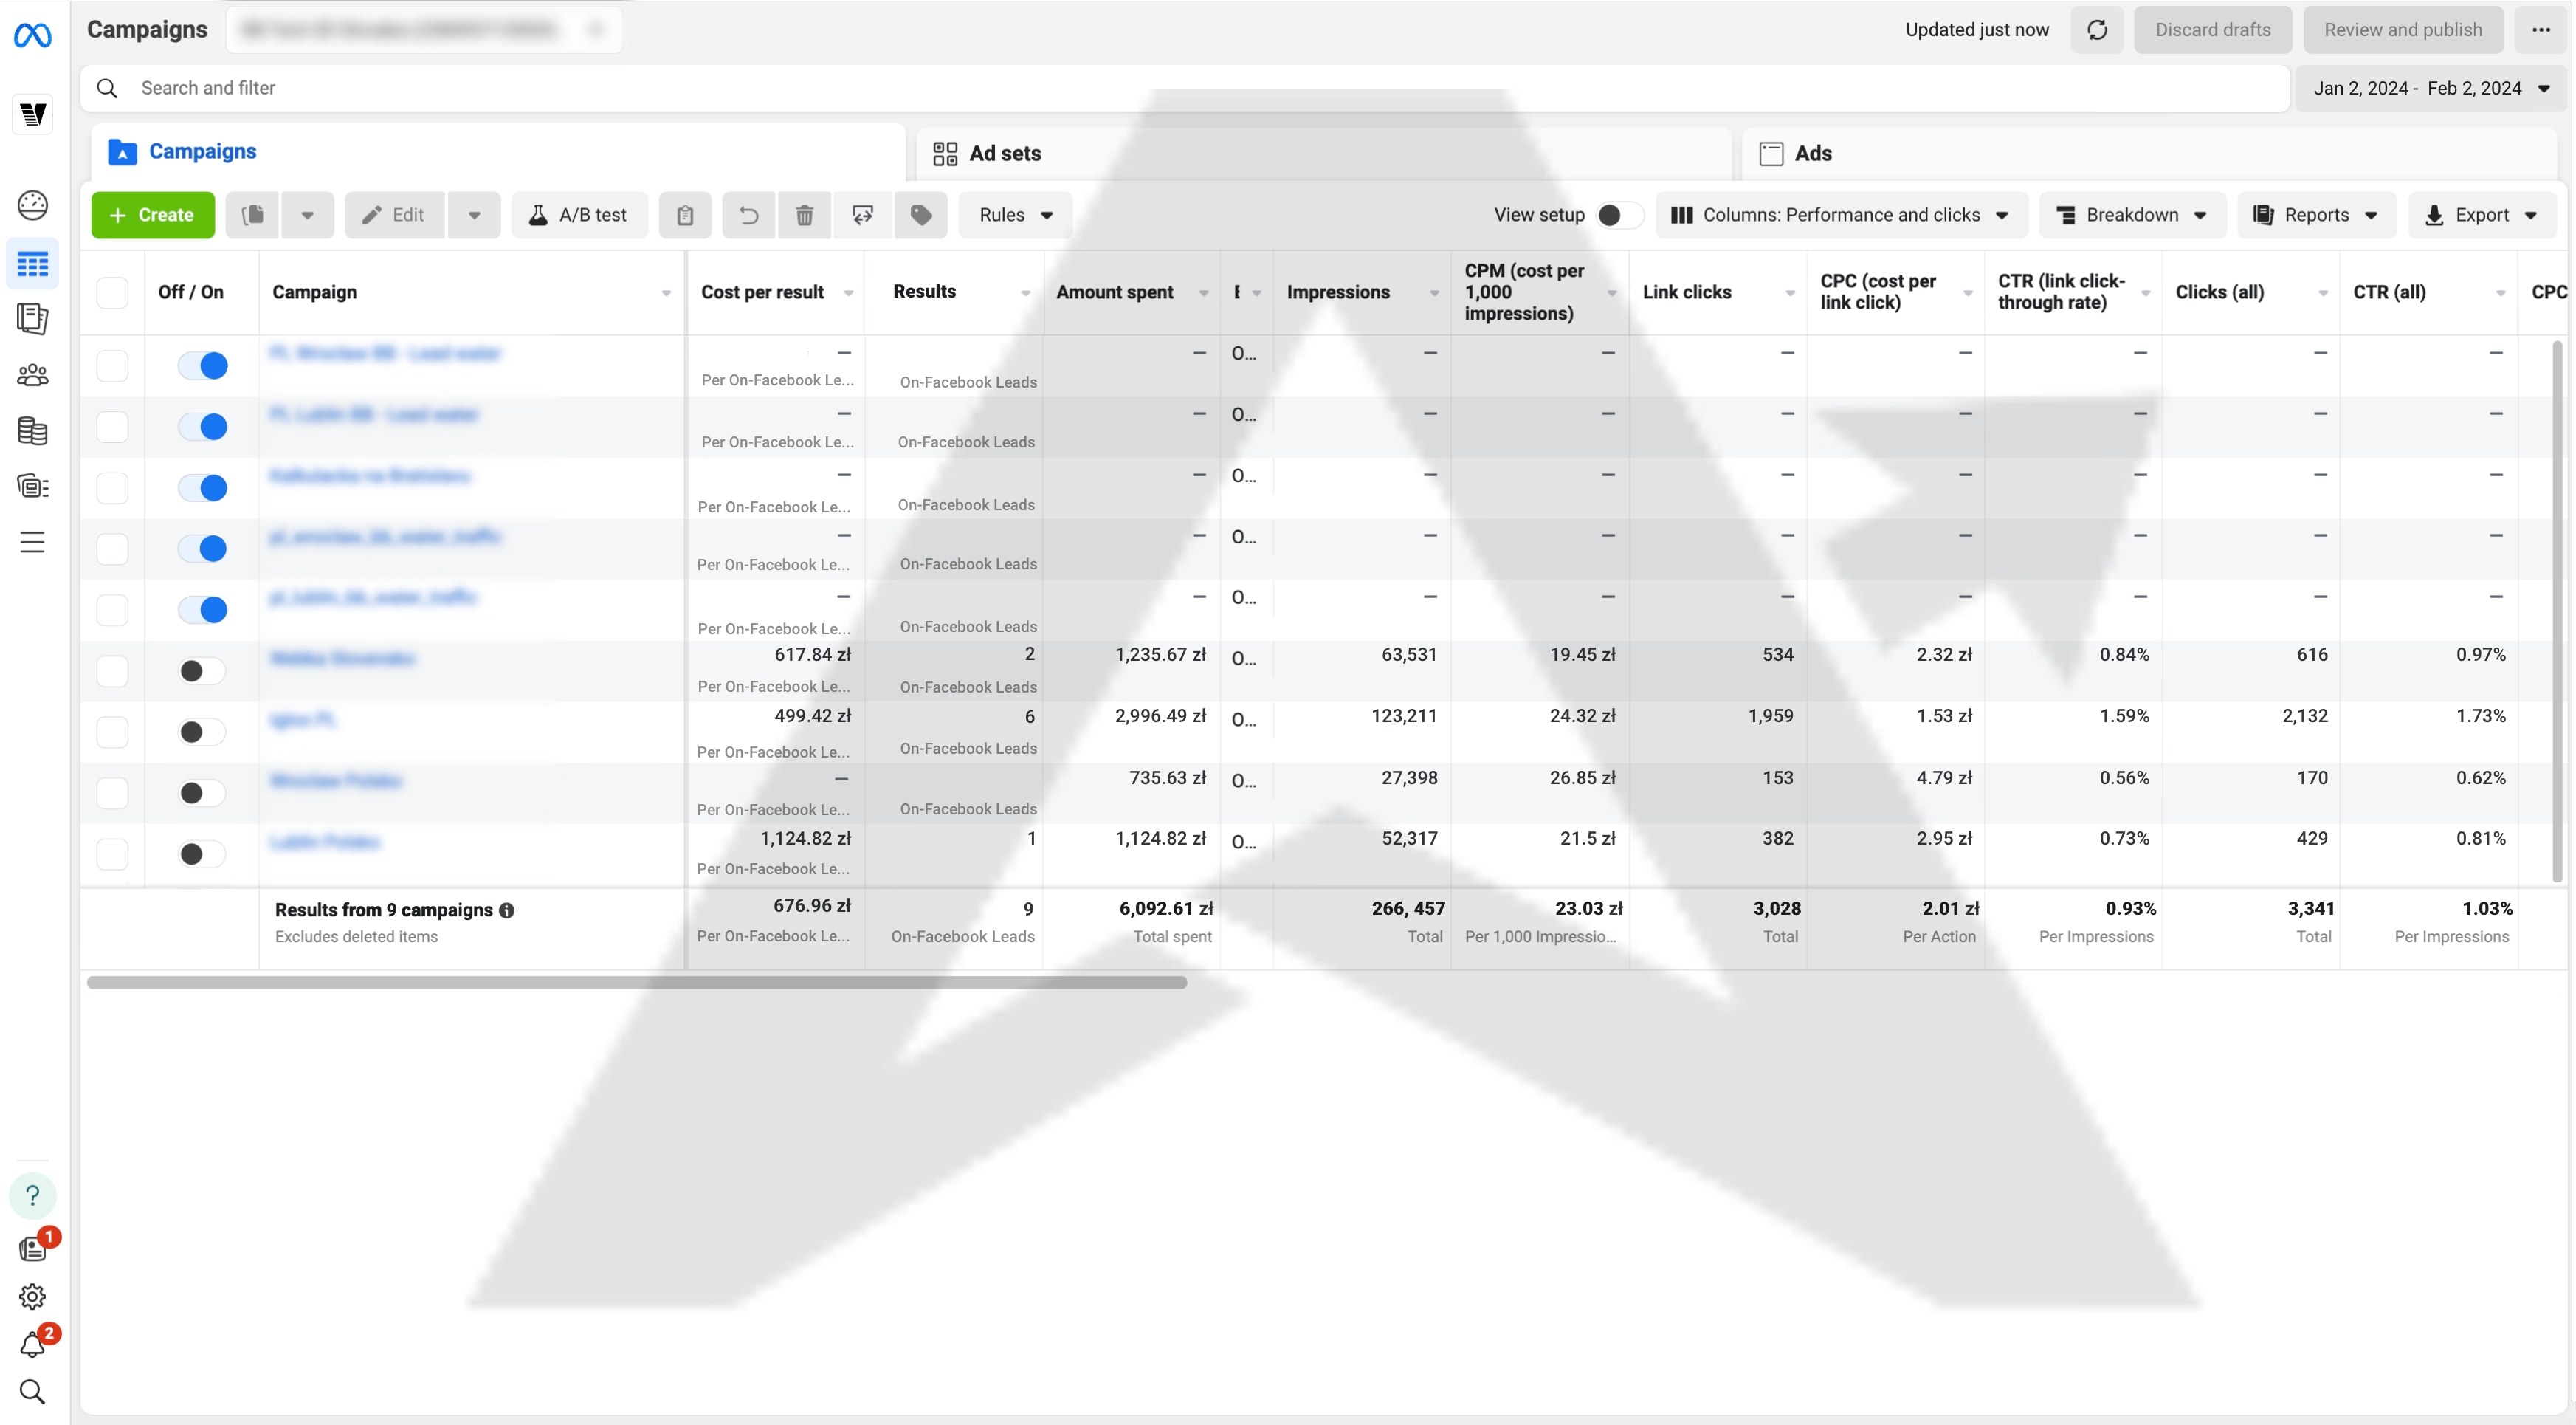 Campaigns
Updated just now
Discard drafts
Review and publish
Search and filter
Jan 2, 2024 - Feb 2, 2024
Campaigns
Ad sets
Ads
+ Create
Edit
A/B test
Rules
View setup
Columns: Performance and clicks
Breakdown
Reports
Export
Off / On
Campaign
Cost per result
Results
Amount spent
Impressions
CPM (cost per 1,000 impressions)
Link clicks
CPC (cost per link click)
CTR (link click-through rate)
Clicks (all)
CTR (all)
CPC
— — O... — — — — — — —
Per On-Facebook Le... On-Facebook Leads
— — O... — — — — — — —
Per On-Facebook Le... On-Facebook Leads
— — O... — — — — — — —
Per On-Facebook Le... On-Facebook Leads
— — O... — — — — — — —
Per On-Facebook Le... On-Facebook Leads
— — O... — — — — — — —
Per On-Facebook Le... On-Facebook Leads
617.84 zł 2 1,235.67 zł O... 63,531 19.45 zł 534 2.32 zł 0.84% 616 0.97%
Per On-Facebook Le... On-Facebook Leads
499.42 zł 6 2,996.49 zł O... 123,211 24.32 zł 1,959 1.53 zł 1.59% 2,132 1.73%
Per On-Facebook Le... On-Facebook Leads
— 735.63 zł O... 27,398 26.85 zł 153 4.79 zł 0.56% 170 0.62%
Per On-Facebook Le... On-Facebook Leads
1,124.82 zł 1 1,124.82 zł O... 52,317 21.5 zł 382 2.95 zł 0.73% 429 0.81%
Per On-Facebook Le...
Results from 9 campaigns 676.96 zł 9 6,092.61 zł 266, 457 23.03 zł 3,028 2.01 zł 0.93% 3,341 1.03%
Excludes deleted items Per On-Facebook Le... On-Facebook Leads Total spent Total Per 1,000 Impressio... Total Per Action Per Impressions Total Per Impressions
?
1
2